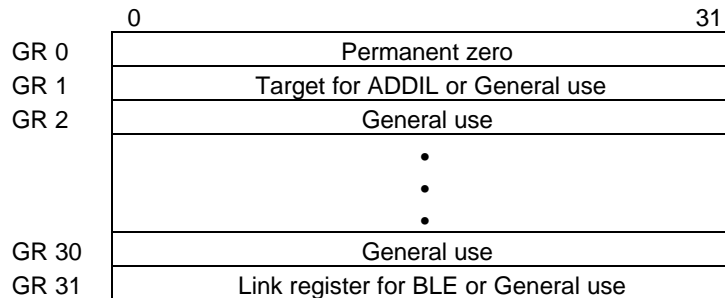 0 31
GR 0 Permanent zero
GR 1 Target for ADDIL or General use
GR 2 General use
•
•
•
GR 30 General use
GR 31 Link register for BLE or General use